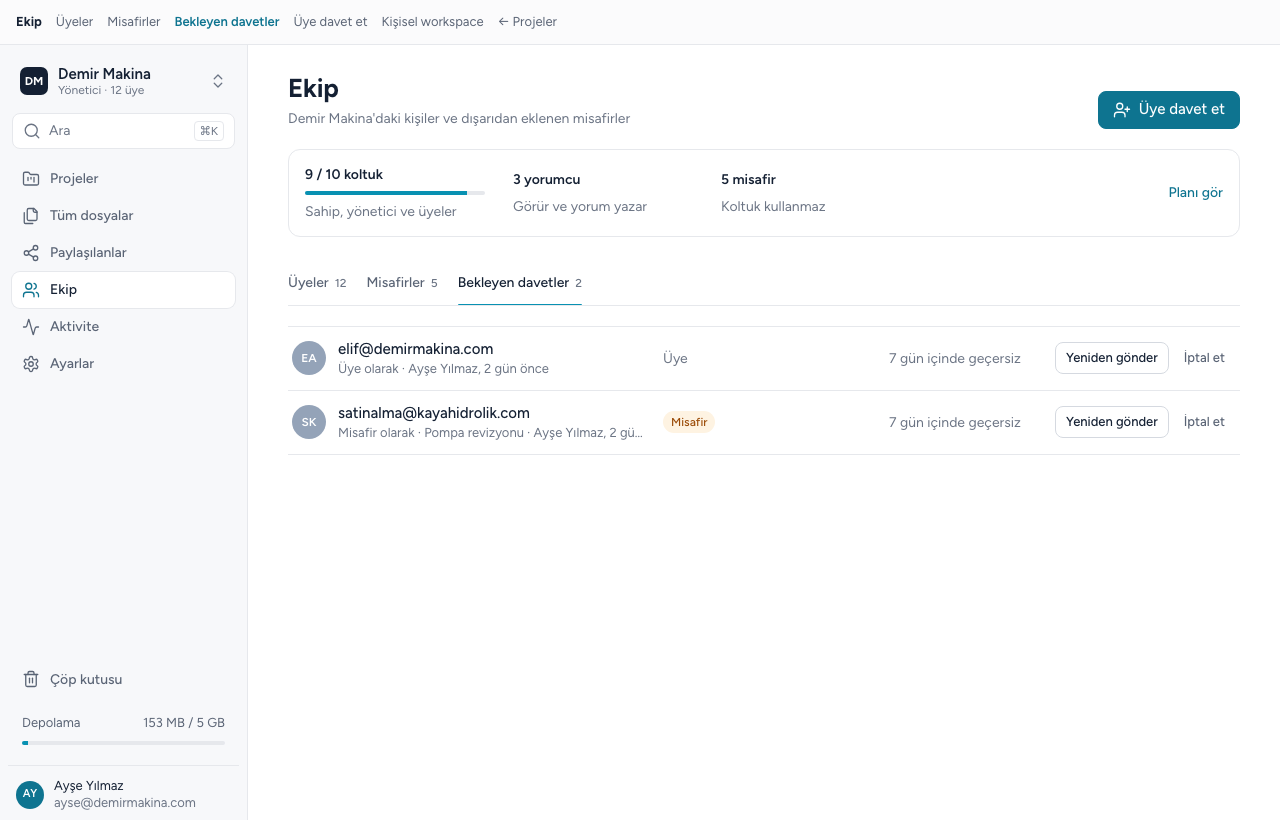 Ekip Üyeler Misafirler Bekleyen davetler Üye davet et Kişisel workspace ← Projeler
DM Demir Makina
Yönetici · 12 üye
Ara ⌘K
Projeler
Tüm dosyalar
Paylaşılanlar
Ekip
Aktivite
Ayarlar
Çöp kutusu
Depolama 153 MB / 5 GB
AY Ayşe Yılmaz
ayse@demirmakina.com
Ekip
Demir Makina'daki kişiler ve dışarıdan eklenen misafirler
Üye davet et
9 / 10 koltuk
Sahip, yönetici ve üyeler
3 yorumcu
Görür ve yorum yazar
5 misafir
Koltuk kullanmaz
Planı gör
Üyeler 12 Misafirler 5 Bekleyen davetler 2
EA elif@demirmakina.com
Üye olarak · Ayşe Yılmaz, 2 gün önce
Üye
7 gün içinde geçersiz
Yeniden gönder
İptal et
SK satinalma@kayahidrolik.com
Misafir olarak · Pompa revizyonu · Ayşe Yılmaz, 2 gü...
Misafir
7 gün içinde geçersiz
Yeniden gönder
İptal et